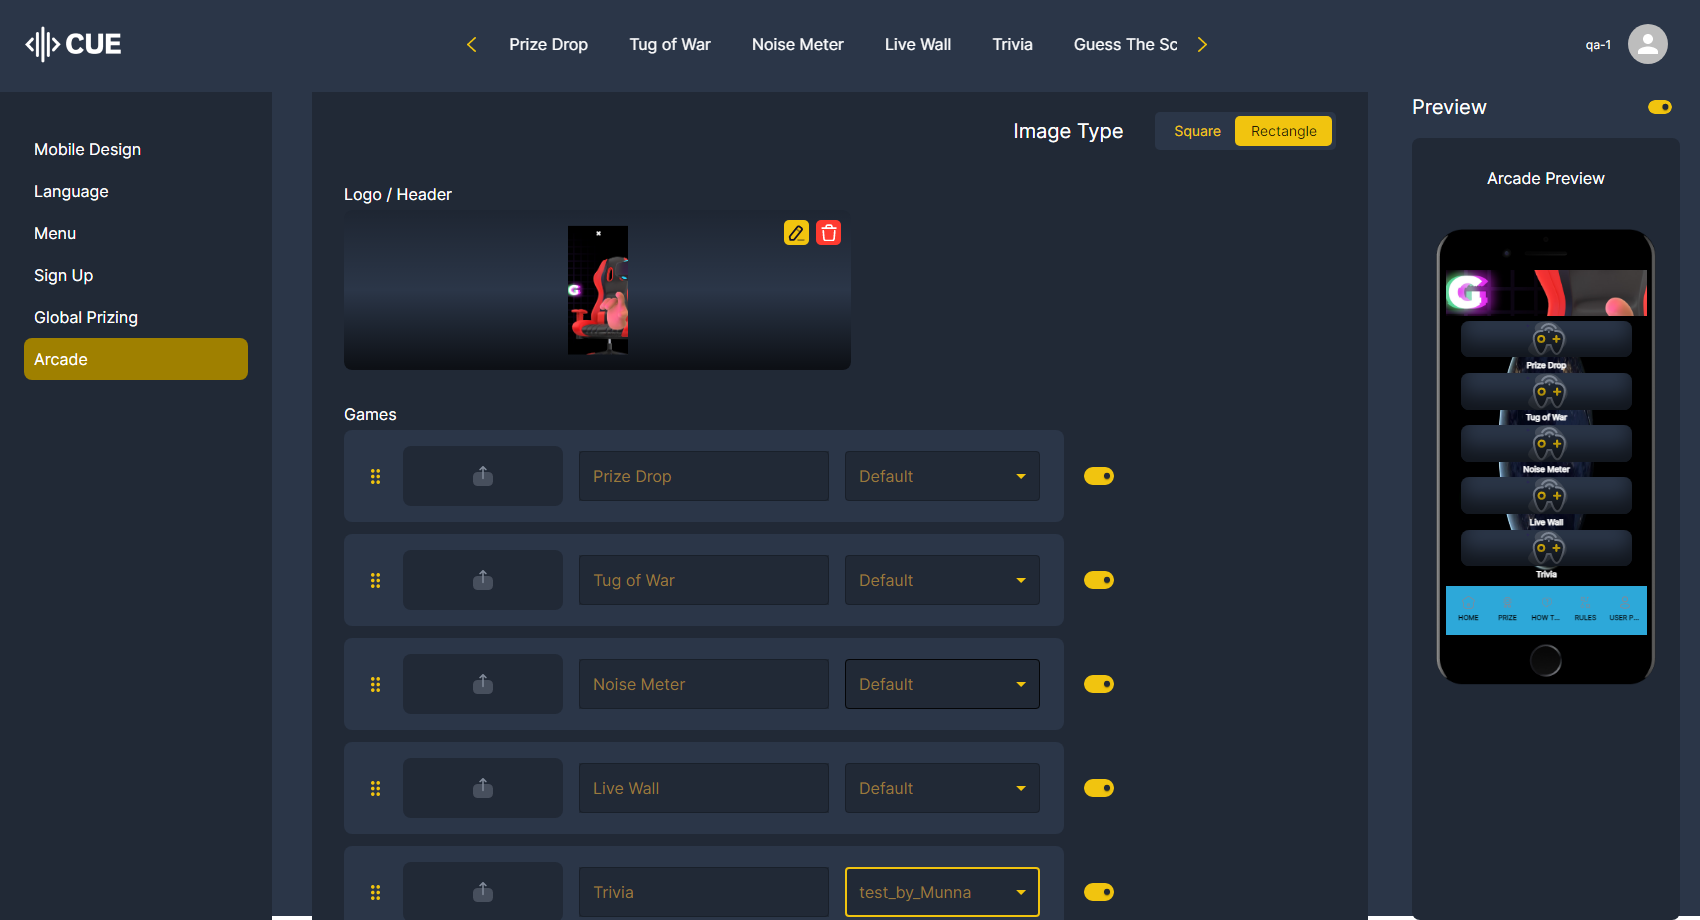 CUE
Prize Drop
Tug of War
Noise Meter
Live Wall
Trivia
Guess The Sc
qa-1
Mobile Design
Language
Menu
Sign Up
Global Prizing
Arcade
Image Type
Square
Rectangle
Logo / Header
G
Games
Prize Drop
Default
Tug of War
Default
Noise Meter
Default
Live Wall
Default
Trivia
test_by_Munna
Preview
Arcade Preview
G
Prize Drop
Tug of War
Noise Meter
Live Wall
Trivia
HOME
PRIZE
HOW T...
RULES
USER P...